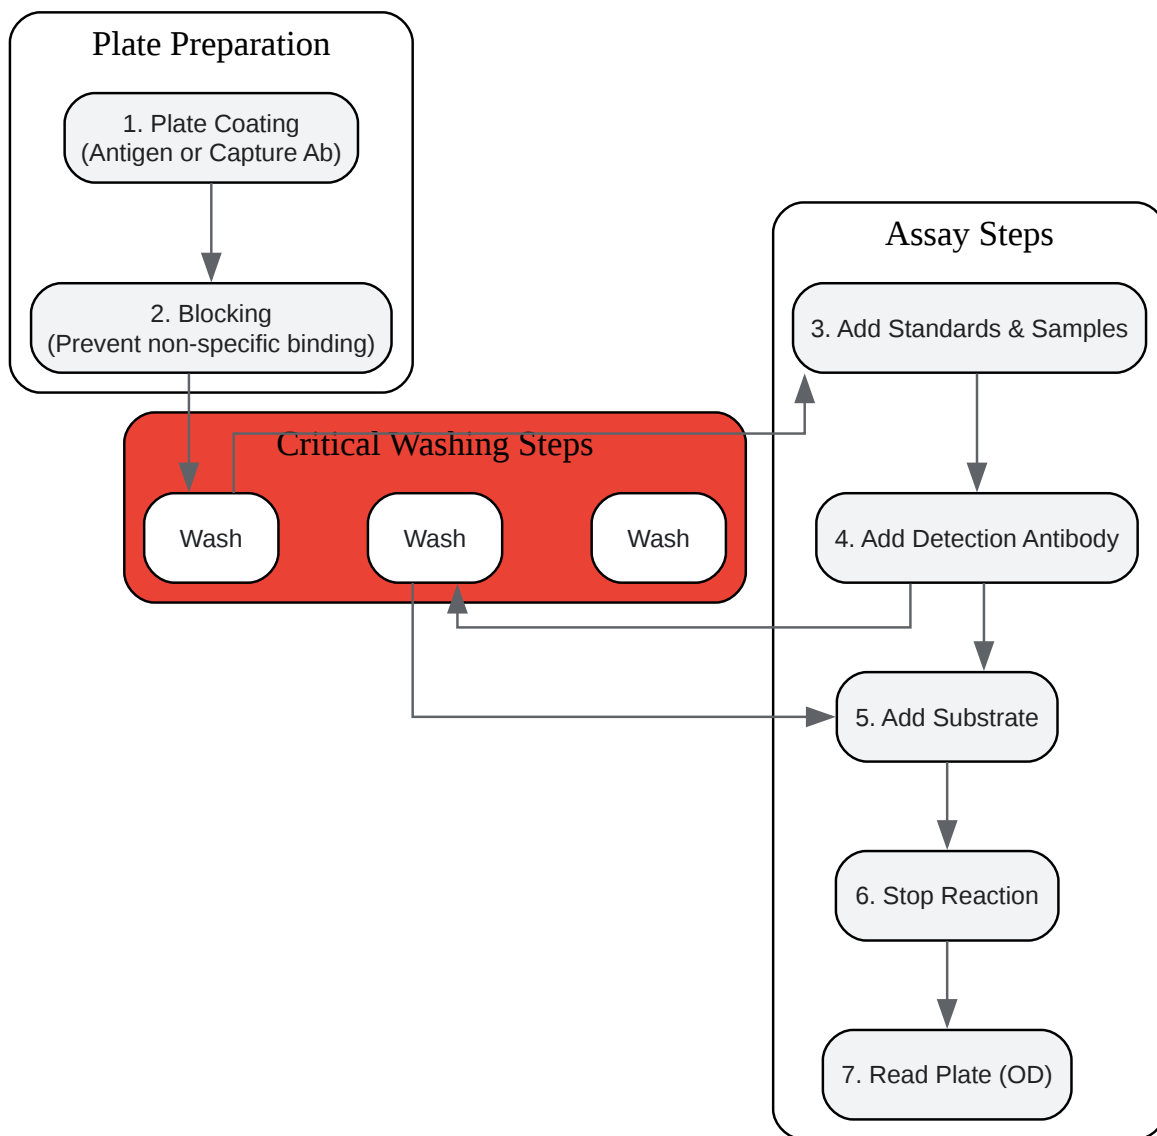 Plate Preparation
1. Plate Coating
(Antigen or Capture Ab)
2. Blocking
(Prevent non-specific binding)
Critical Washing Steps
Wash
Wash
Wash
Assay Steps
3. Add Standards & Samples
4. Add Detection Antibody
5. Add Substrate
6. Stop Reaction
7. Read Plate (OD)